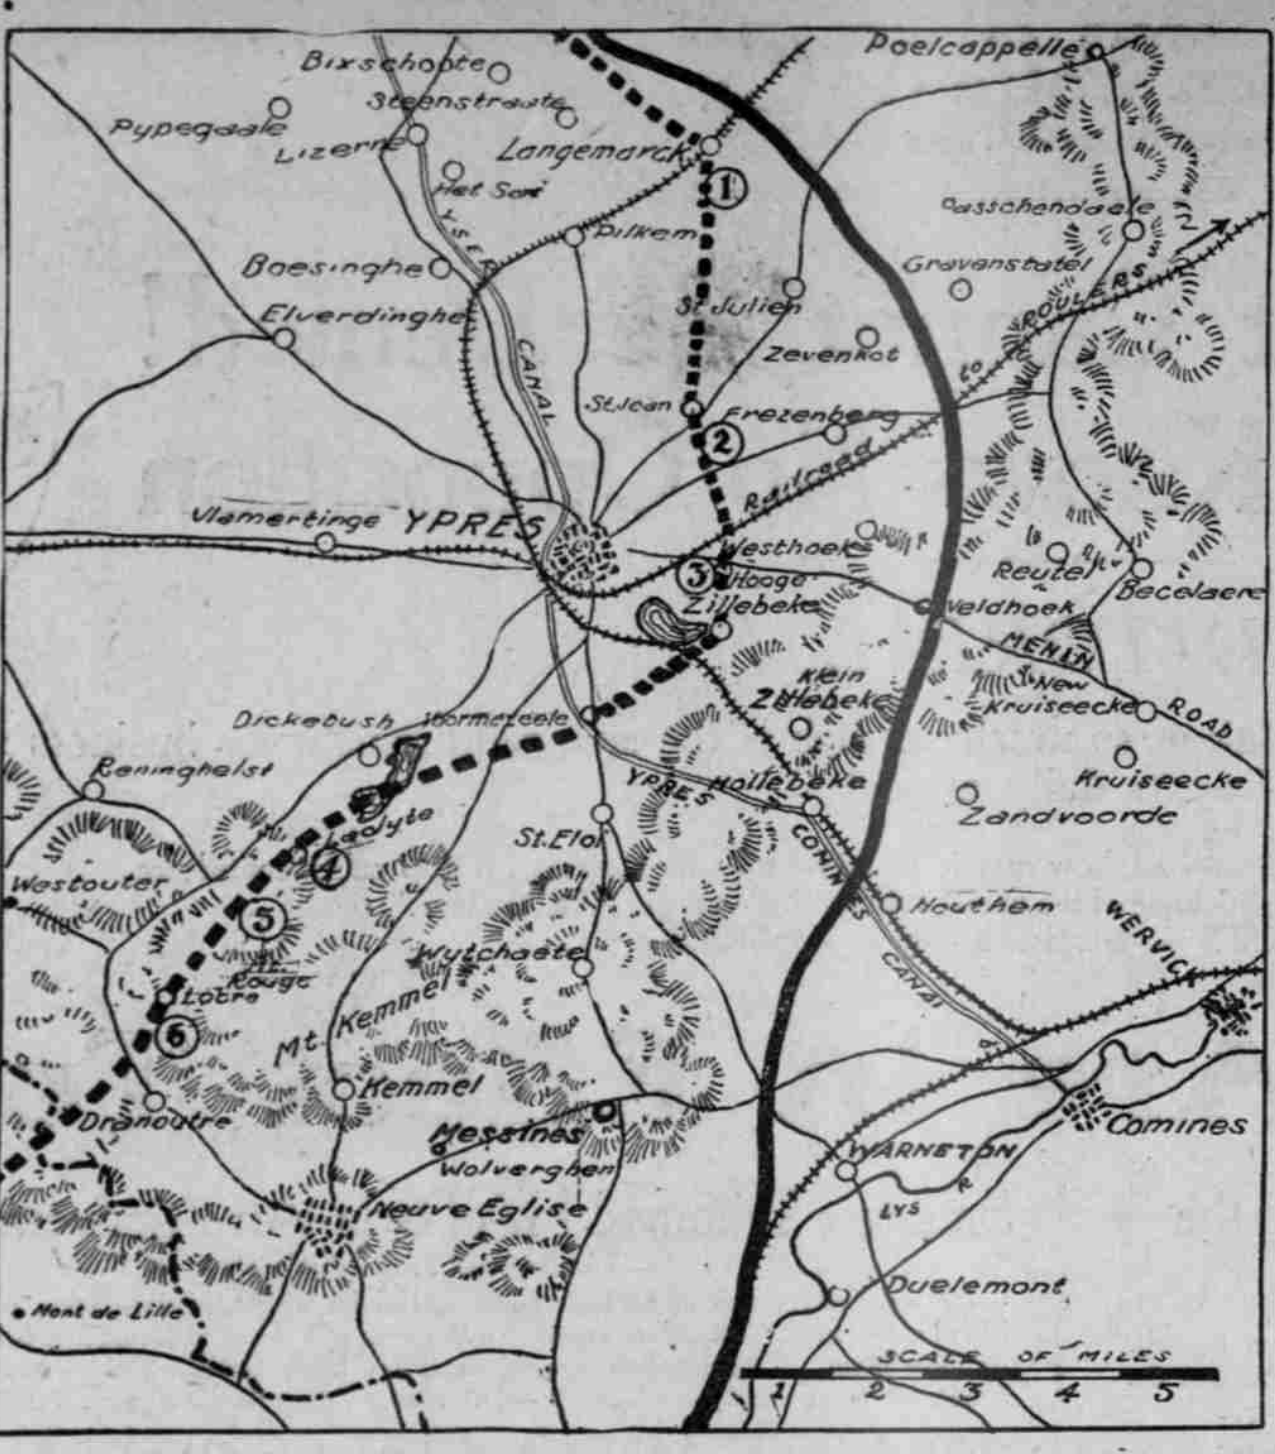 Bixschoote
Poelcappelle
Steenstraate
Pypegaale
Lizerne
Langemarck
Het Sas
1
Passchendaele
YSER
Pilkem
Boesinghe
Gravenstafel
ROULERS
St Julien
Elverdinghe
Zevenkot
to
CANAL
St. Jean
Frezenberg
2
Railroad
Vlamertinge
YPRES
Westhoek
Reutel
3
Hooge
Becelaere
Zillebeke
Veldhoek
MENIN
Klein
Zillebeke
New
Kruiseecke
ROAD
Dickebush
Voormezeele
Reninghelst
YPRES
Hollebeke
Kruiseecke
Zandvoorde
Ladyte
St. Eloi
COMINES
4
Westouter
Houthem
5
WERVICK
Wytchaete
Mt.
Rouge
CANAL
Locre
Mt. Kemmel
6
Kemmel
Dranoutre
Messines
Comines
Wolverghen
WARNETON
R
LYS
Neuve Eglise
Duelemont
Mont de Lille
SCALE OF MILES
1 2 3 4 5